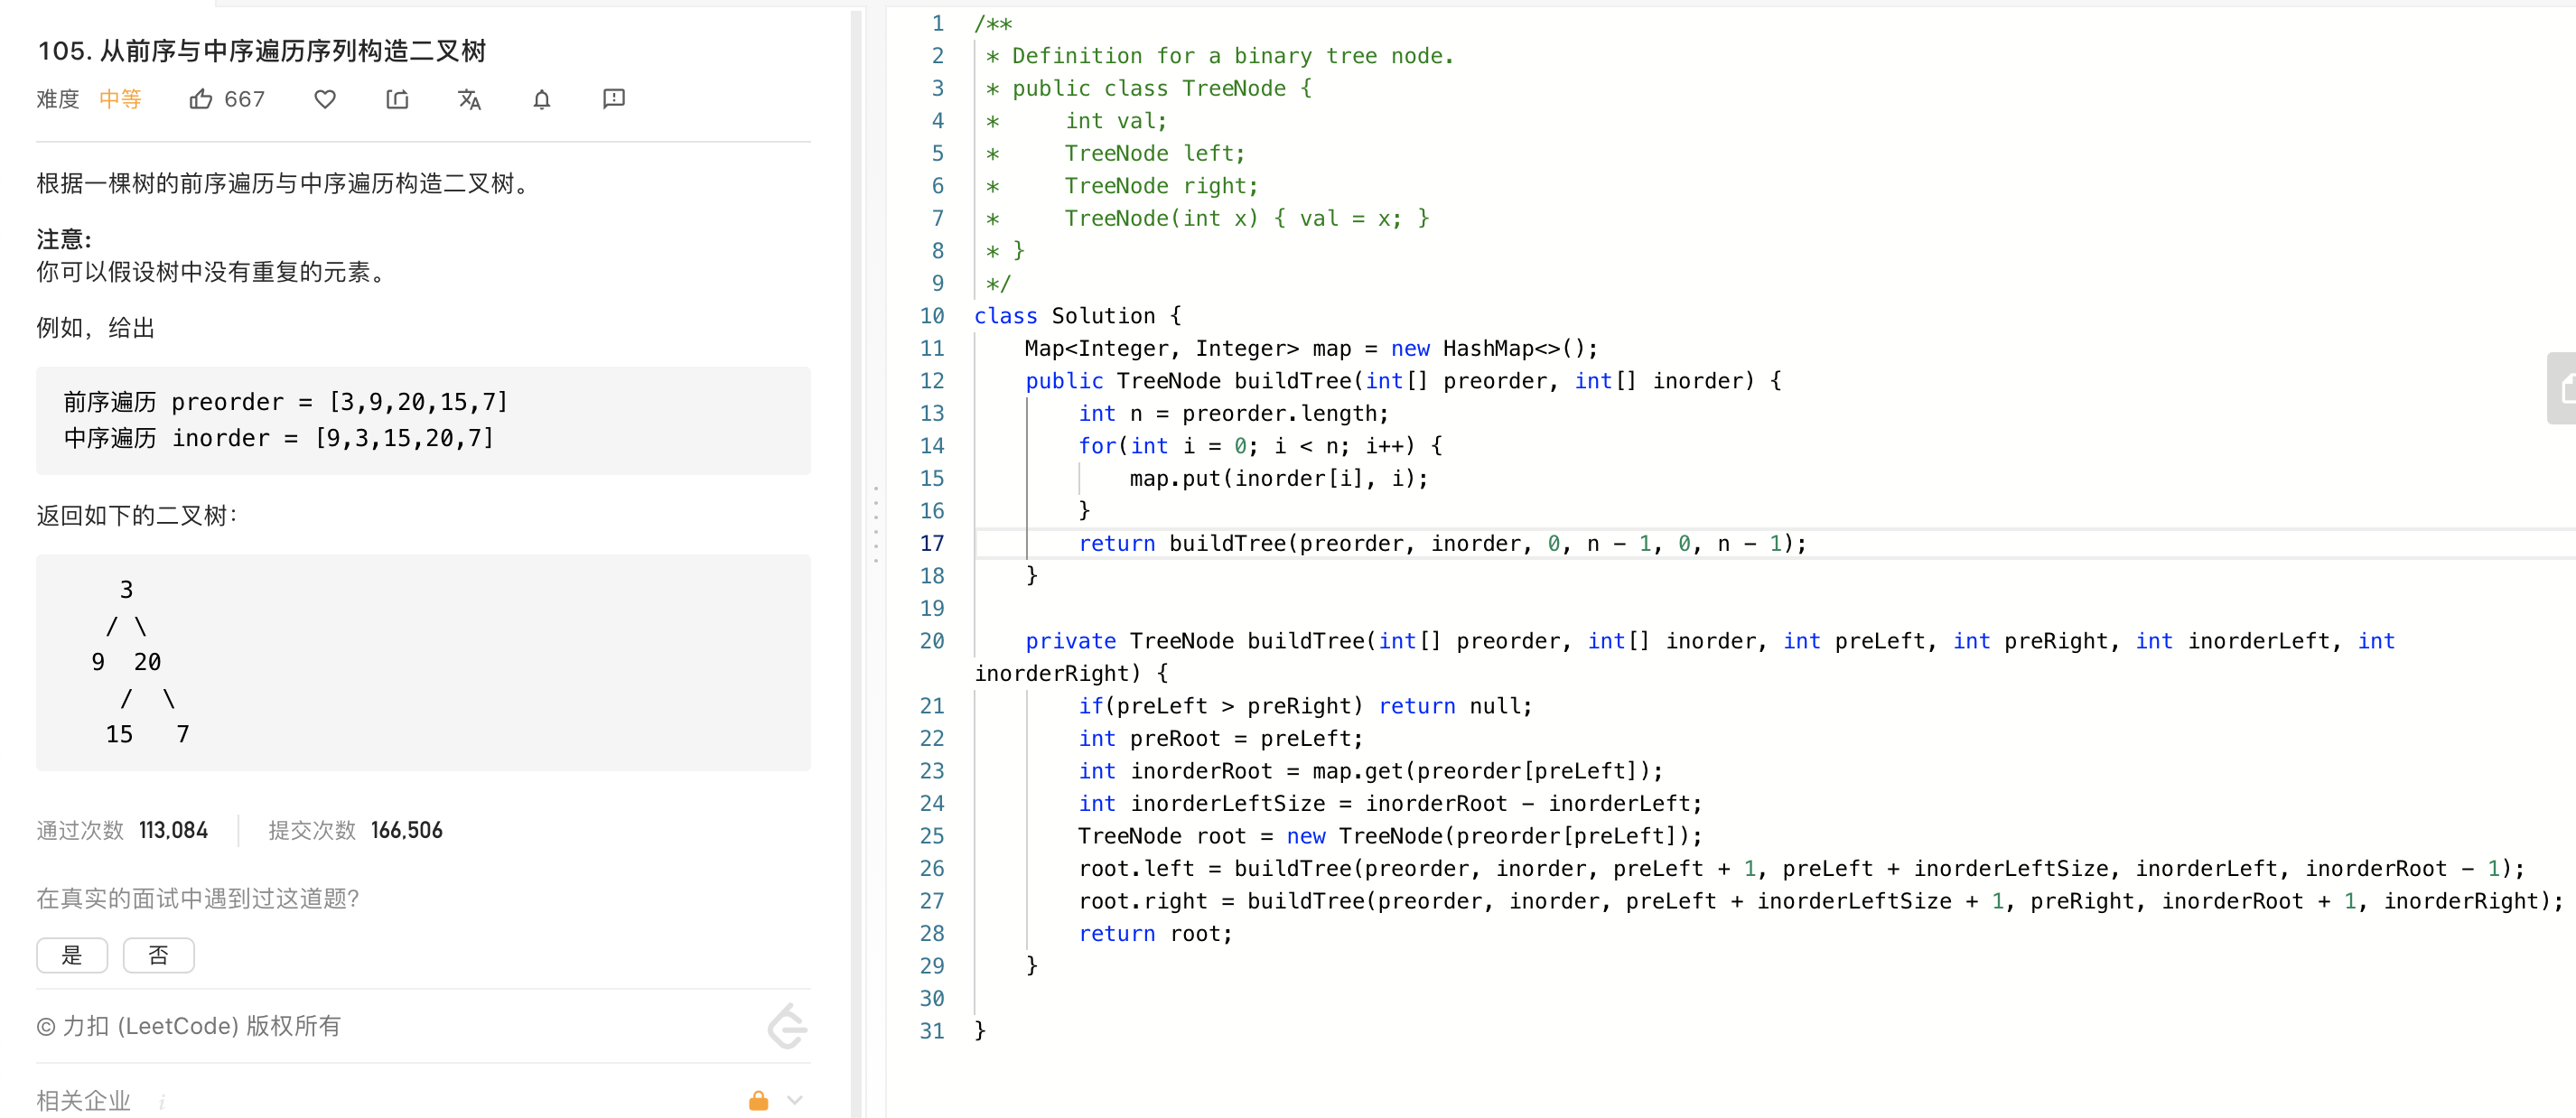 105. 从前序与中序遍历序列构造二叉树
难度 中等 667
根据一棵树的前序遍历与中序遍历构造二叉树。
注意:
你可以假设树中没有重复的元素。
例如，给出
前序遍历 preorder = [3,9,20,15,7]
中序遍历 inorder = [9,3,15,20,7]
返回如下的二叉树：
    3
   / \
  9  20
    /  \
   15   7
通过次数 113,084 提交次数 166,506
在真实的面试中遇到过这道题?
是 否
© 力扣 (LeetCode) 版权所有
相关企业 i
1 /**
2  * Definition for a binary tree node.
3  * public class TreeNode {
4  *     int val;
5  *     TreeNode left;
6  *     TreeNode right;
7  *     TreeNode(int x) { val = x; }
8  * }
9  */
10 class Solution {
11     Map<Integer, Integer> map = new HashMap<>();
12     public TreeNode buildTree(int[] preorder, int[] inorder) {
13         int n = preorder.length;
14         for(int i = 0; i < n; i++) {
15             map.put(inorder[i], i);
16         }
17         return buildTree(preorder, inorder, 0, n - 1, 0, n - 1);
18     }
19
20     private TreeNode buildTree(int[] preorder, int[] inorder, int preLeft, int preRight, int inorderLeft, int
inorderRight) {
21         if(preLeft > preRight) return null;
22         int preRoot = preLeft;
23         int inorderRoot = map.get(preorder[preLeft]);
24         int inorderLeftSize = inorderRoot - inorderLeft;
25         TreeNode root = new TreeNode(preorder[preLeft]);
26         root.left = buildTree(preorder, inorder, preLeft + 1, preLeft + inorderLeftSize, inorderLeft, inorderRoot - 1);
27         root.right = buildTree(preorder, inorder, preLeft + inorderLeftSize + 1, preRight, inorderRoot + 1, inorderRight);
28         return root;
29     }
30
31 }